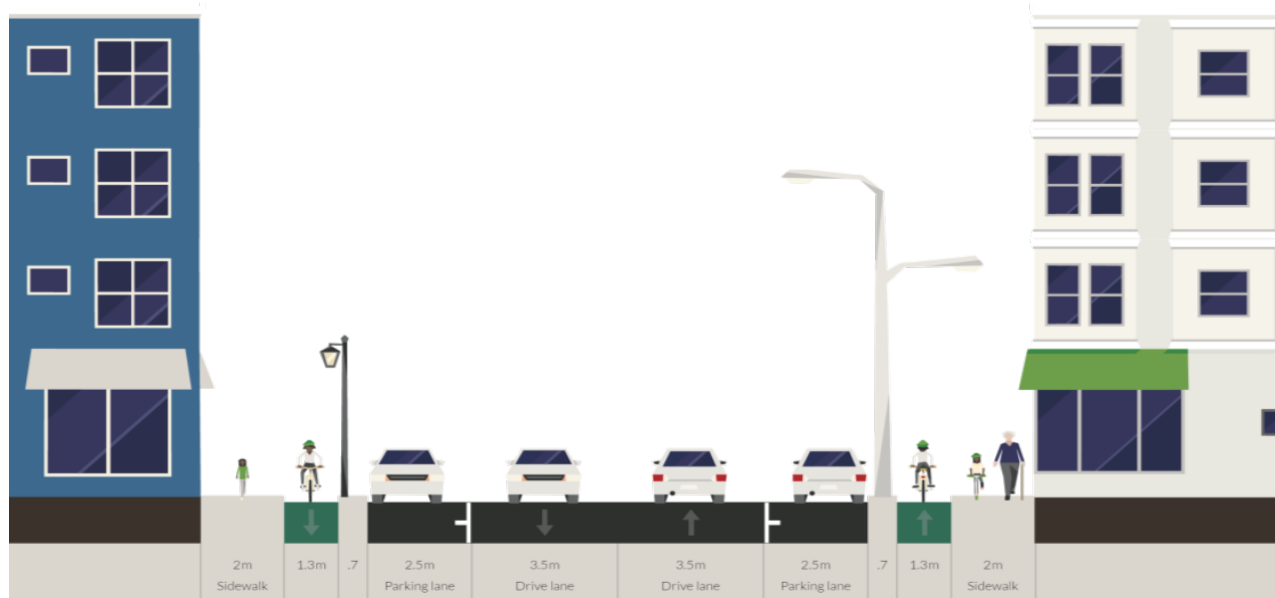 2m 1.3m .7 2.5m 3.5m 3.5m 2.5m .7 1.3m 2m
Sidewalk Parking lane Drive lane Drive lane Parking lane Sidewalk